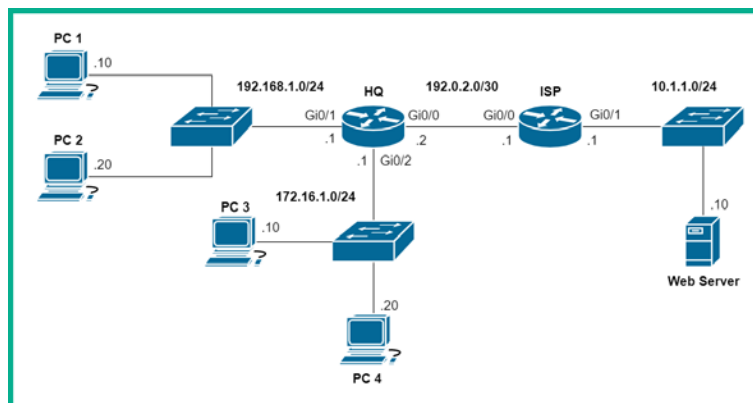 PC 1
.10
192.168.1.0/24
HQ
192.0.2.0/30
ISP
10.1.1.0/24
Gi0/1
Gi0/0
Gi0/0
Gi0/1
.1
.2
.1
.1
PC 2
.20
.1
Gi0/2
172.16.1.0/24
PC 3
.10
.10
Web Server
.20
PC 4